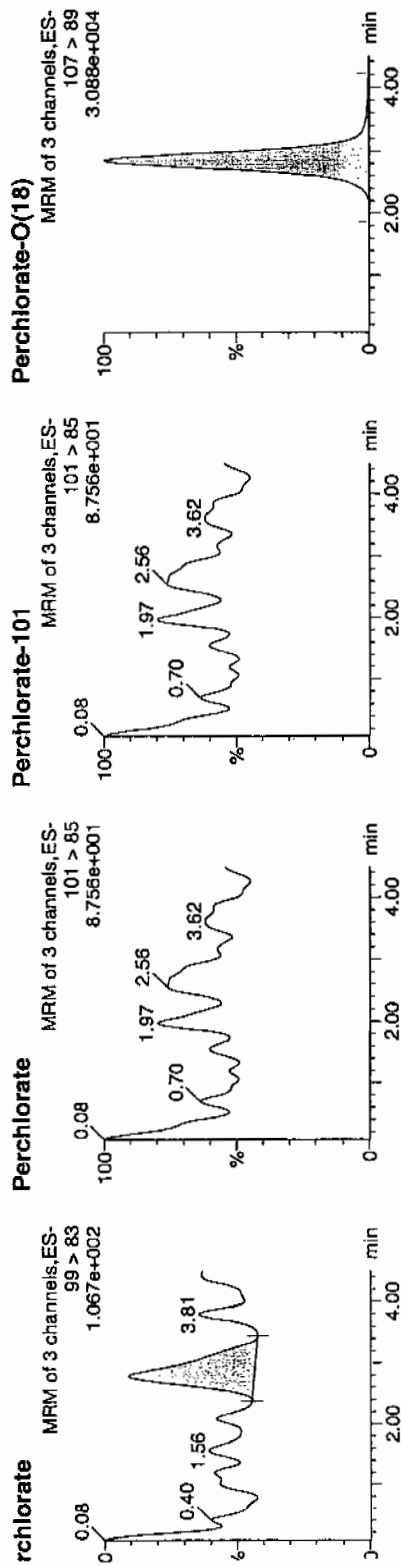 rchlorate
MRM of 3 channels,ES-
99 > 83
1.067e+002
0.08
0
%
0.40
1.56
3.81
2.00
4.00
min
Perchlorate
MRM of 3 channels,ES-
101 > 85
8.756e+001
0.08
100
%
0
0.70
1.97
2.56
3.62
2.00
4.00
min
Perchlorate-101
MRM of 3 channels,ES-
101 > 85
8.756e+001
0.08
100
%
0
0.70
1.97
2.56
3.62
2.00
4.00
min
Perchlorate-O(18)
MRM of 3 channels,ES-
107 > 89
3.088e+004
100
%
0
2.00
4.00
min